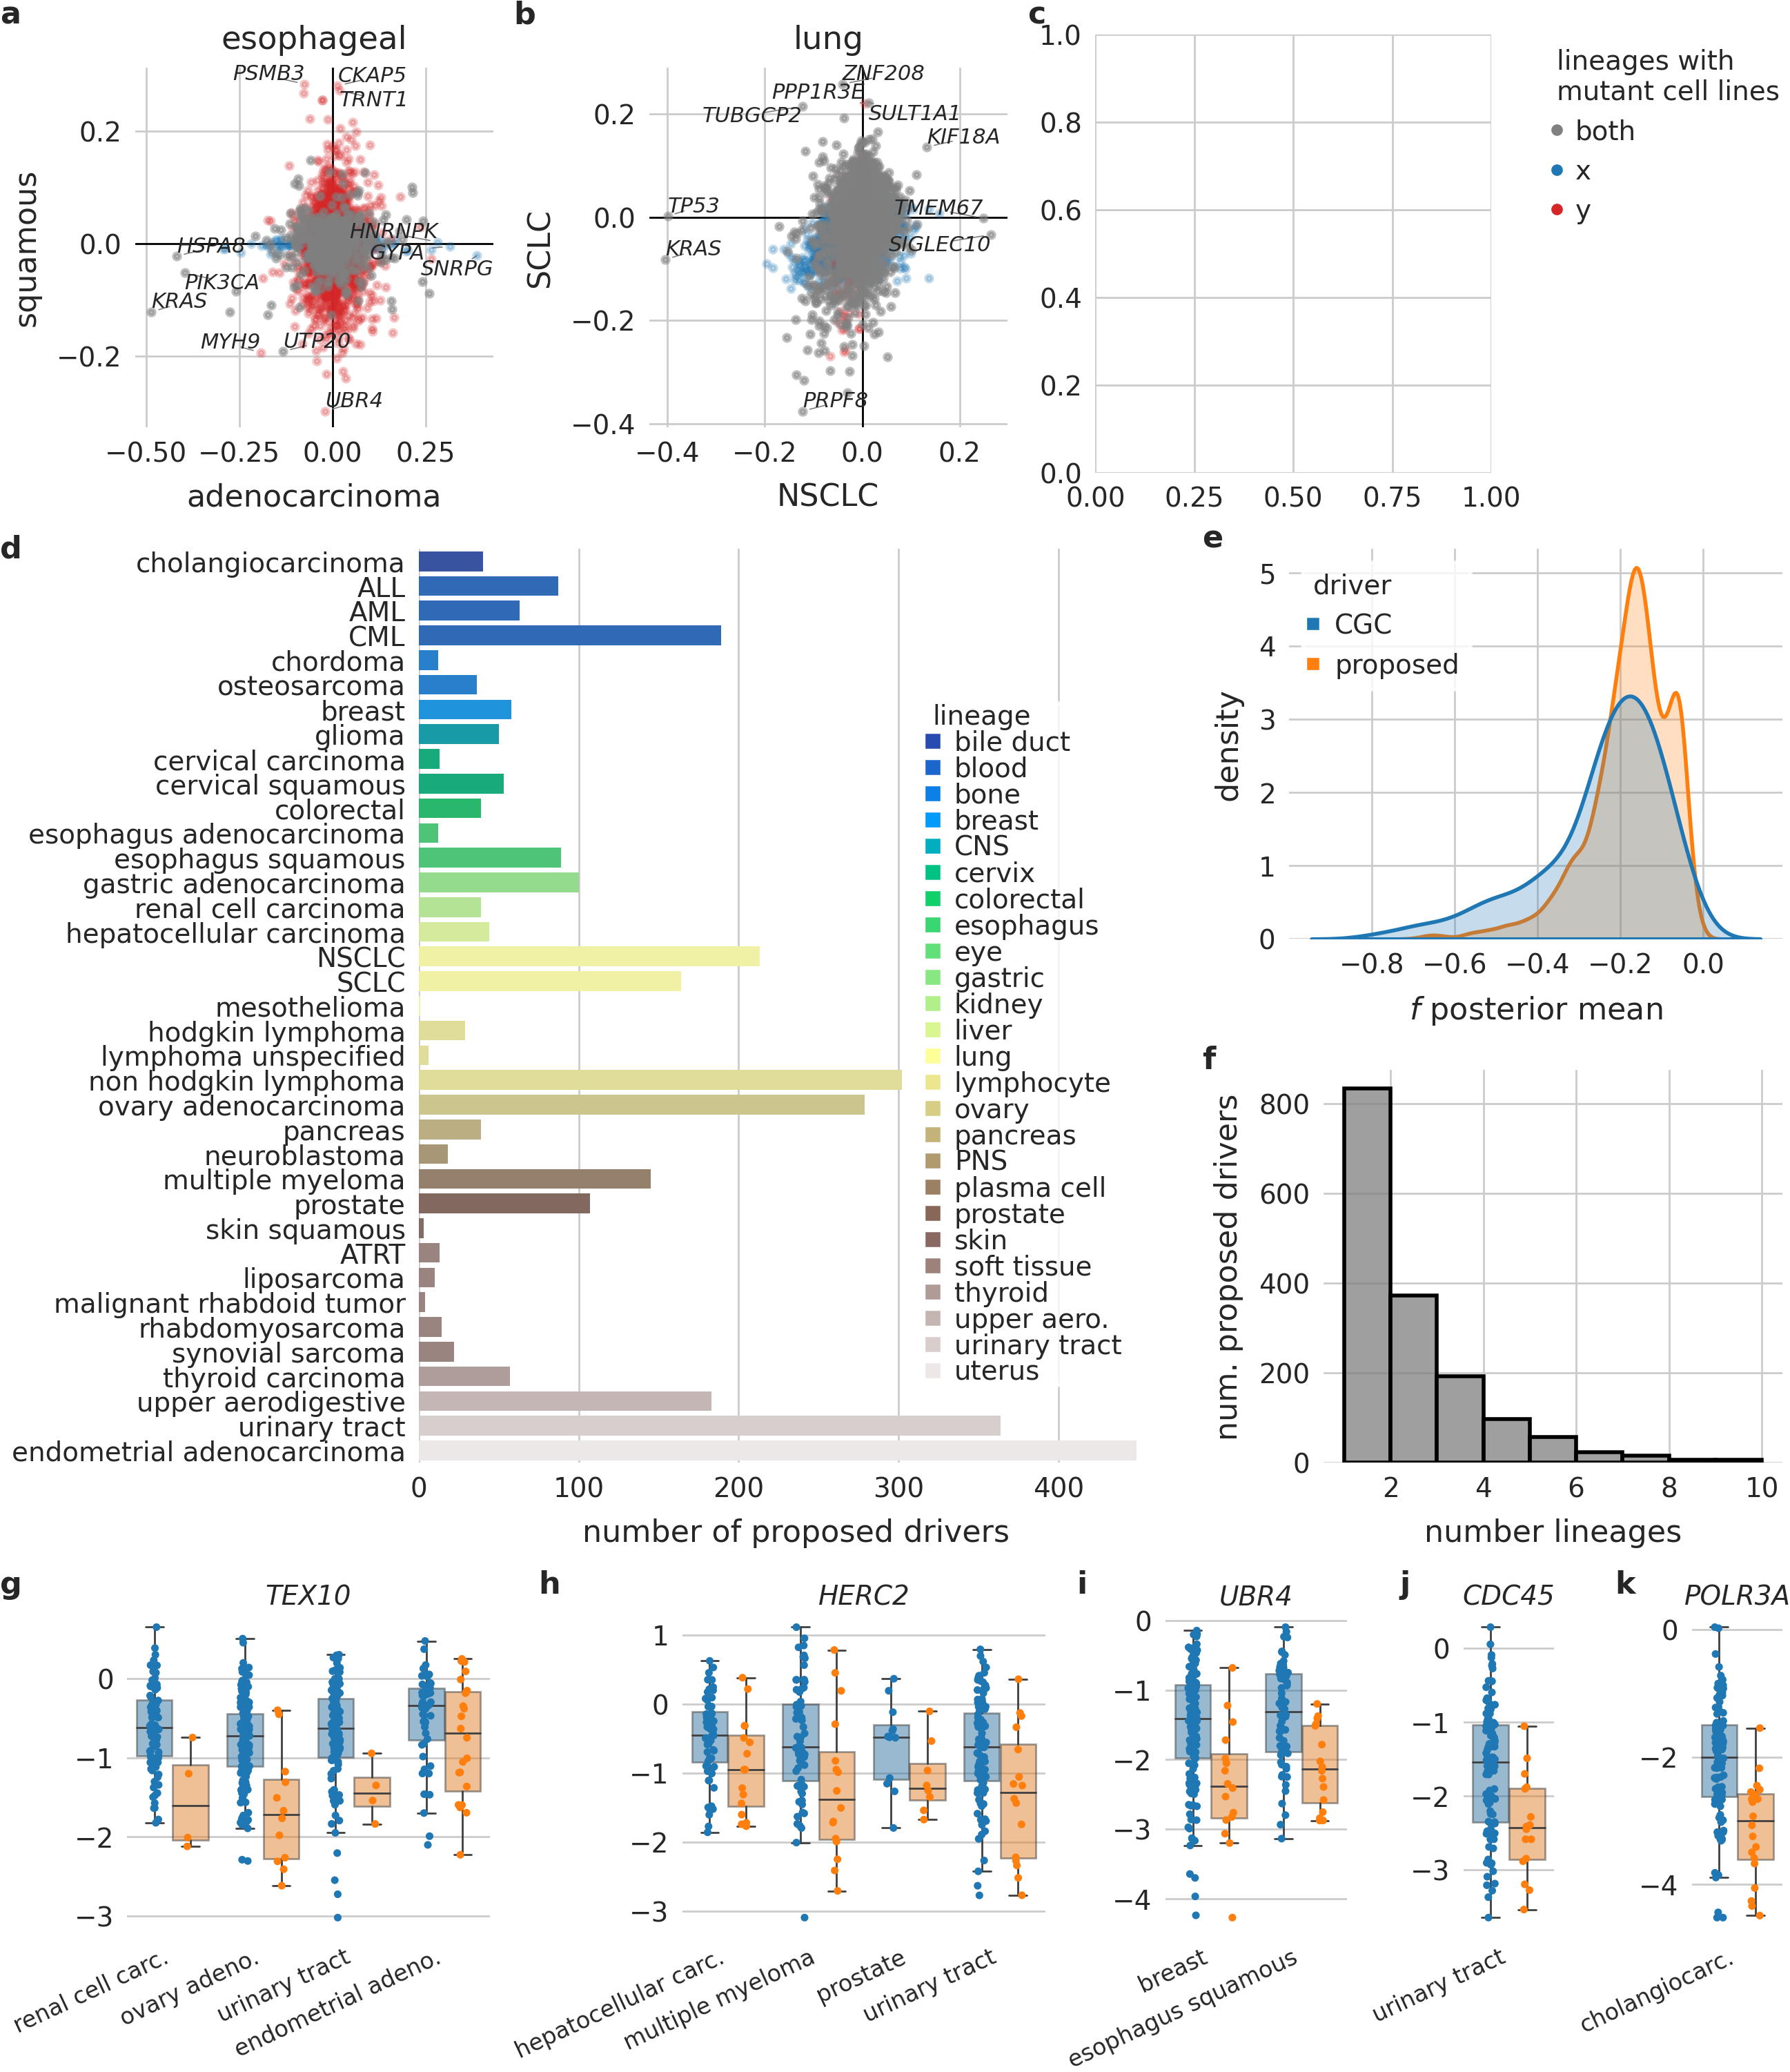 a
esophageal
PSMB3
CKAP5
TRNT1
0.2
0.0
−0.2
squamous
HNRNPK
HSPA8
GYPA
SNRPG
PIK3CA
KRAS
MYH9
UTP20
UBR4
−0.50
−0.25
0.00
0.25
adenocarcinoma
b
lung
ZNF208
PPP1R3E
TUBGCP2
SULT1A1
KIF18A
0.2
0.0
−0.2
−0.4
SCLC
TP53
TMEM67
KRAS
SIGLEC10
PRPF8
−0.4
−0.2
0.0
0.2
NSCLC
c
1.0
0.8
0.6
0.4
0.2
0.0
0.00
0.25
0.50
0.75
1.00
lineages with
mutant cell lines
both
x
y
d
cholangiocarcinoma
ALL
AML
CML
chordoma
osteosarcoma
breast
glioma
cervical carcinoma
cervical squamous
colorectal
esophagus adenocarcinoma
esophagus squamous
gastric adenocarcinoma
renal cell carcinoma
hepatocellular carcinoma
NSCLC
SCLC
mesothelioma
hodgkin lymphoma
lymphoma unspecified
non hodgkin lymphoma
ovary adenocarcinoma
pancreas
neuroblastoma
multiple myeloma
prostate
skin squamous
ATRT
liposarcoma
malignant rhabdoid tumor
rhabdomyosarcoma
synovial sarcoma
thyroid carcinoma
upper aerodigestive
urinary tract
endometrial adenocarcinoma
0
100
200
300
400
number of proposed drivers
lineage
bile duct
blood
bone
breast
CNS
cervix
colorectal
esophagus
eye
gastric
kidney
liver
lung
lymphocyte
ovary
pancreas
PNS
plasma cell
prostate
skin
soft tissue
thyroid
upper aero.
urinary tract
uterus
e
5
4
3
2
1
0
density
driver
CGC
proposed
−0.8
−0.6
−0.4
−0.2
0.0
f posterior mean
f
800
600
400
200
0
num. proposed drivers
2
4
6
8
10
number lineages
g
TEX10
0
−1
−2
−3
renal cell carc.
ovary adeno.
urinary tract
endometrial adeno.
h
HERC2
1
0
−1
−2
−3
hepatocellular carc.
multiple myeloma
prostate
urinary tract
i
UBR4
0
−1
−2
−3
−4
breast
esophagus squamous
j
CDC45
0
−1
−2
−3
urinary tract
k
POLR3A
0
−2
−4
cholangiocarc.